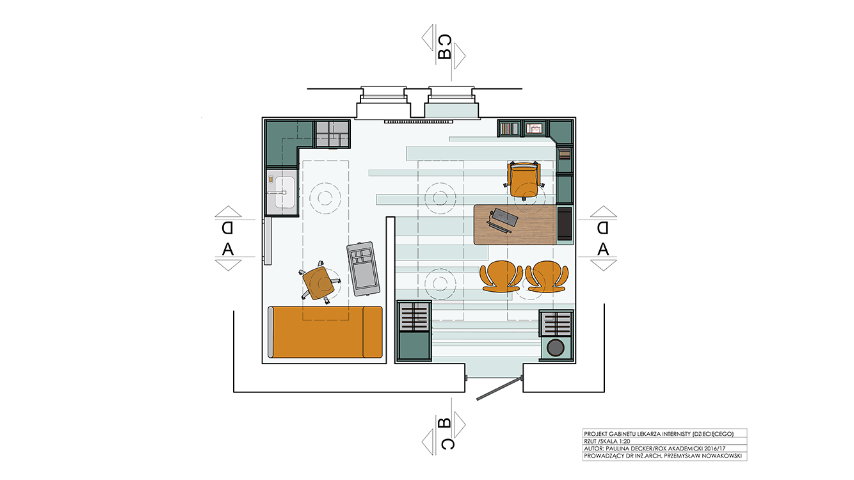 C
B
D
A
D
A
B
C
PROJEKT GABINETU LEKARZA INTERNISTY (DZIECIĘCEGO)
RZUT /SKALA 1:20
AUTOR: PAULINA DECKER/ROK AKADEMICKI 2016/17
PROWADZĄCY DR INŻ.ARCH. PRZEMYSŁAW NOWAKOWSKI